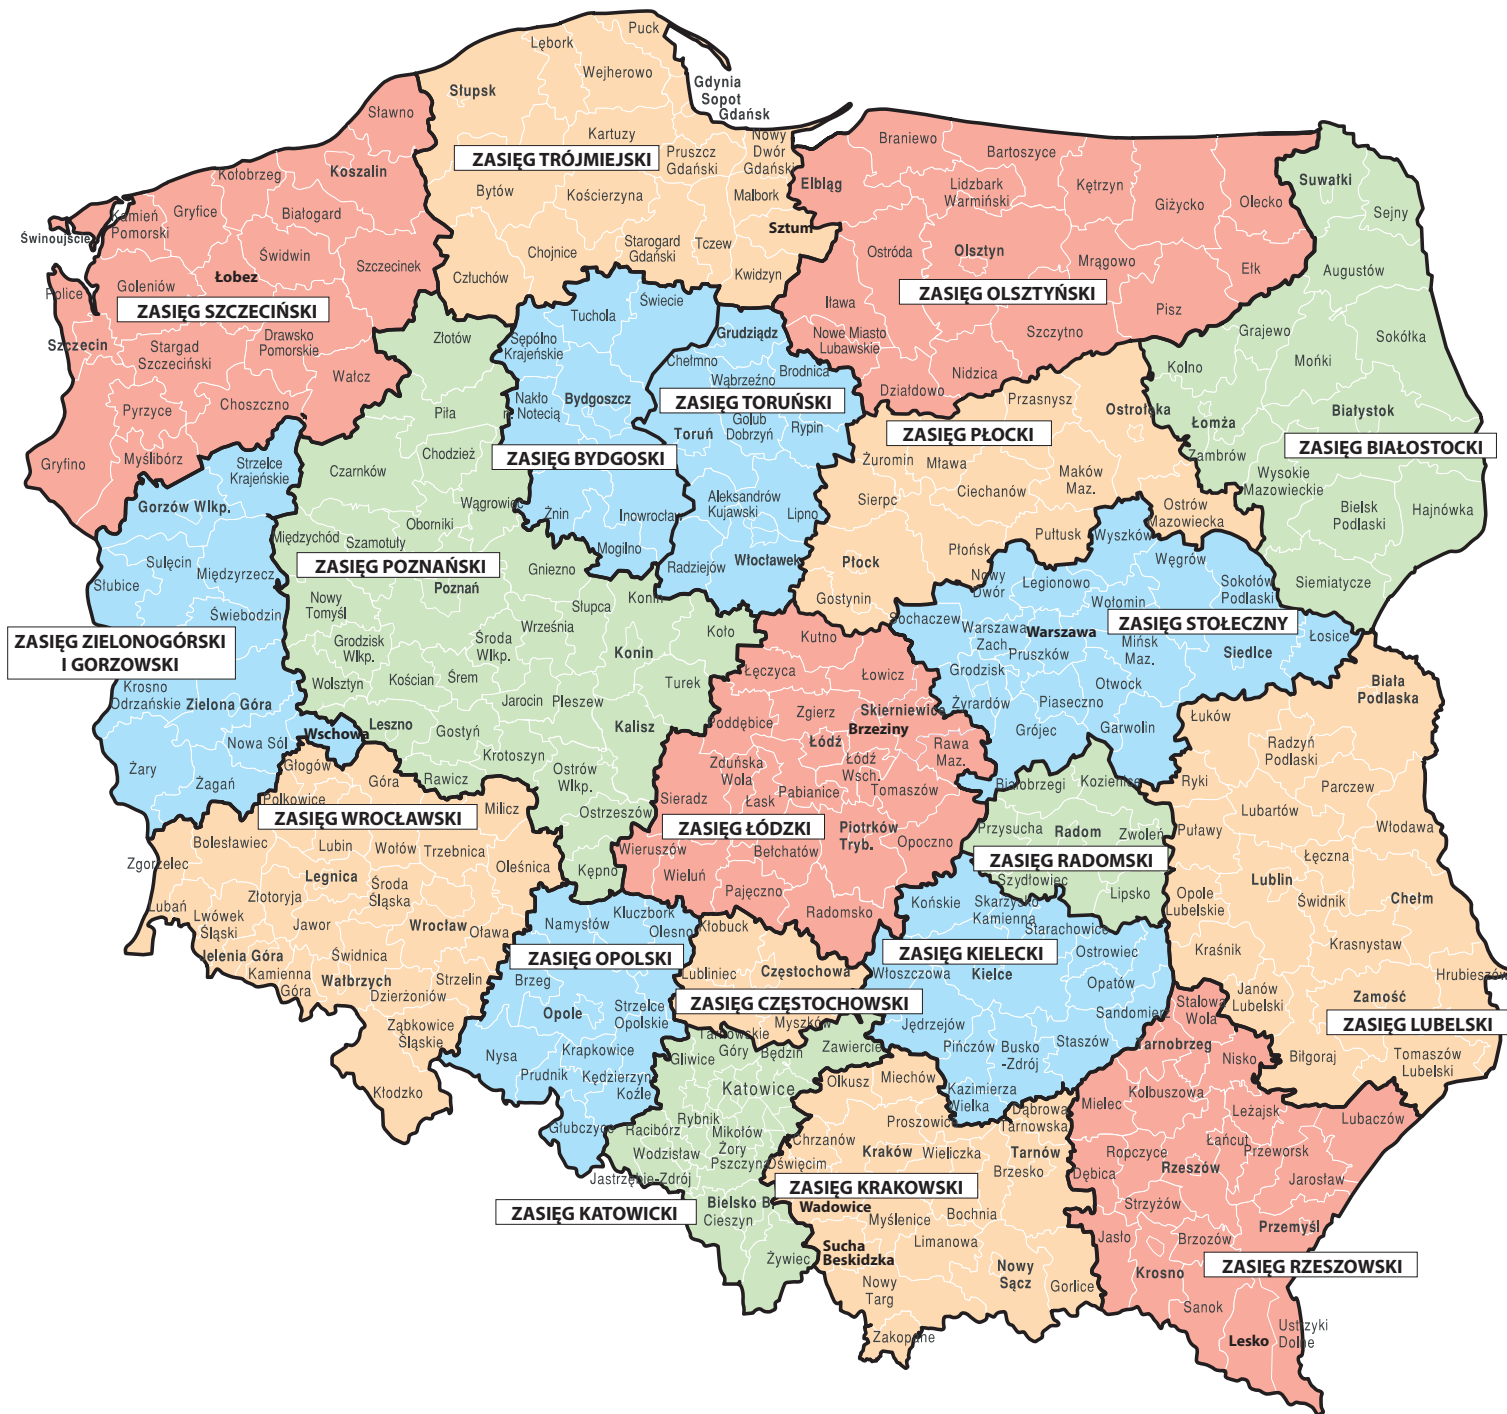 Puck
Lębork
Wejherowo
Słupsk
Gdynia
Sopot
Gdańsk
Sławno
Kartuzy
Nowy
Dwór
Gdański
Pruszcz
Gdański
ZASIĘG TRÓJMIEJSKI
Braniewo
Bartoszyce
Koszalin
Kołobrzeg
Bytów
Kościerzyna
Malbork
Elbląg
Lidzbark
Warmiński
Kętrzyn
Giżycko
Olecko
Suwałki
Sejny
Kamień
Pomorski
Gryfice
Białogard
Świnoujście
Świdwin
Szczecinek
Chojnice
Starogard
Gdański
Tczew
Sztum
Ostróda
Olsztyn
Mrągowo
Ełk
Augustów
Goleniów
Łobez
Człuchów
Kwidzyn
Police
ZASIĘG SZCZECIŃSKI
Świecie
Tuchola
Iława
ZASIĘG OLSZTYŃSKI
Pisz
Szczecin
Stargad
Szczeciński
Drawsko
Pomorskie
Złotów
Sępólno
Krajeńskie
Grudziądz
Nowe Miasto
Lubawskie
Szczytno
Grajewo
Mońki
Sokółka
Wałcz
Chełmno
Wąbrzeźno
Brodnica
Działdowo
Nidzica
Kolno
Pyrzyce
Choszczno
Piła
Nakło
n. Notecią
Bydgoszcz
ZASIĘG TORUŃSKI
Przasnysz
Ostrołęka
Łomża
Białystok
Gryfino
Myślibórz
Strzelce
Krajeńskie
Czarnków
Chodzież
ZASIĘG BYDGOSKI
Toruń
Golub
Dobrzyń
Rypin
ZASIĘG PŁOCKI
Żuromin
Mława
Maków
Maz.
Zambrów
ZASIĘG BIAŁOSTOCKI
Wysokie
Mazowieckie
Gorzów Wlkp.
Wągrowiec
Oborniki
Żnin
Inowrocław
Aleksandrów
Kujawski
Lipno
Sierpc
Ciechanów
Ostrów
Mazowiecka
Bielsk
Podlaski
Hajnówka
Międzychód
Szamotuły
Mogilno
Pułtusk
Wyszków
Węgrów
Sulęcin
Międzyrzecz
Słubice
ZASIĘG POZNAŃSKI
Poznań
Gniezno
Radziejów
Włocławek
Płock
Płońsk
Nowy
Dwór
Legionowo
Sokołów
Podlaski
Siemiatycze
Świebodzin
Nowy
Tomyśl
Słupca
Konin
Gostynin
Wołomin
ZASIĘG ZIELONOGÓRSKI
I GORZOWSKI
Grodzisk
Wlkp.
Środa
Wlkp.
Września
Konin
Koło
Kutno
Sochaczew
Warszawa
Zach.
Warszawa
Pruszków
Mińsk
Maz.
ZASIĘG STOŁECZNY
Siedlce
Łosice
Krosno
Odrzańskie
Zielona Góra
Wolsztyn
Kościan
Śrem
Jarocin
Pleszew
Turek
Łęczyca
Łowicz
Grodzisk
Otwock
Biała
Podlaska
Żyrardów
Piaseczno
Wschowa
Leszno
Gostyń
Kalisz
Poddębice
Zgierz
Skierniewice
Brzeziny
Grójec
Garwolin
Łuków
Nowa Sól
Krotoszyn
Łódź
Rawa
Maz.
Radzyń
Podlaski
Żary
Żagań
Głogów
Góra
Rawicz
Ostrów
Wlkp.
Zduńska
Wola
Łódź
Wsch.
Białobrzegi
Kozienice
Ryki
Parczew
Polkowice
Milicz
Sieradz
Łask
Pabianice
Tomaszów
Ostrzeszów
Lubartów
ZASIĘG WROCŁAWSKI
ZASIĘG ŁÓDZKI
Piotrków
Tryb.
Przysucha
Radom
Zwoleń
Puławy
Włodawa
Bolesławiec
Lubin
Wołów
Trzebnica
Oleśnica
Wieruszów
Bełchatów
Opoczno
ZASIĘG RADOMSKI
Łęczna
Zgorzelec
Legnica
Kępno
Wieluń
Szydłowiec
Lublin
Złotoryja
Środa
Śląska
Pajęczno
Lipsko
Opole
Lubelskie
Świdnik
Chełm
Lubań
Lwówek
Śląski
Jawor
Wrocław
Oława
Namysłów
Kluczbork
Olesno
Kłobuck
Radomsko
Końskie
Skarżysko
Kamienna
Starachowice
Krasnystaw
Jelenia Góra
Świdnica
ZASIĘG OPOLSKI
ZASIĘG KIELECKI
Ostrowiec
Kraśnik
Kamienna
Góra
Wałbrzych
Strzelin
Brzeg
Lubliniec
Częstochowa
Włoszczowa
Kielce
Opatów
Hrubieszów
Dzierżoniów
ZASIĘG CZĘSTOCHOWSKI
Janów
Lubelski
Zamość
Opole
Strzelce
Opolskie
Sandomierz
Stalowa
Wola
Ząbkowice
Śląskie
Myszków
Jędrzejów
ZASIĘG LUBELSKI
Tarnowskie
Góry
Nysa
Krapkowice
Gliwice
Będzin
Zawiercie
Pińczów
Busko
-Zdrój
Staszów
Tarnobrzeg
Nisko
Biłgoraj
Tomaszów
Lubelski
Prudnik
Kędzierzyn
Koźle
Katowice
Olkusz
Miechów
Kazimierza
Wielka
Kłodzko
Mielec
Kolbuszowa
Leżajsk
Lubaczów
Głubczyce
Racibórz
Rybnik
Mikołów
Proszowice
Dąbrowa
Tarnowska
Wodzisław
Żory
Pszczyna
Chrzanów
Kraków
Wieliczka
Tarnów
Ropczyce
Łańcut
Przeworsk
Jastrzębie-Zdrój
Oświęcim
Brzesko
Dębica
Rzeszów
Jarosław
ZASIĘG KRAKOWSKI
ZASIĘG KATOWICKI
Bielsko B.
Cieszyn
Wadowice
Myślenice
Bochnia
Strzyżów
Przemyśl
Sucha
Beskidzka
Limanowa
Jasło
Brzozów
Żywiec
Nowy
Sącz
ZASIĘG RZESZOWSKI
Nowy
Targ
Gorlice
Krosno
Sanok
Zakopane
Lesko
Ustrzyki
Dolne